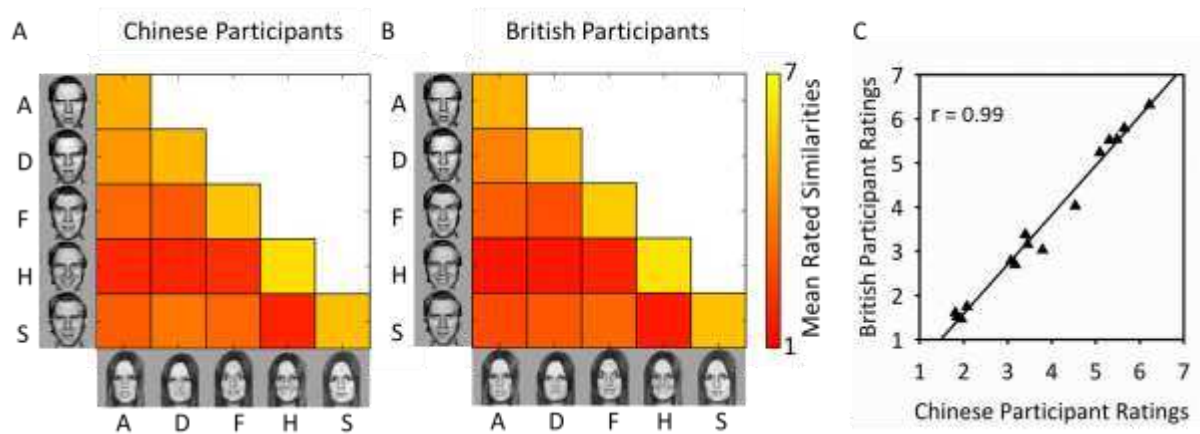 A Chinese Participants
A
D
F
H
S
A D F H S
B British Participants
A
D
F
H
S
A D F H S
7
Mean Rated Similarities
1
C
r = 0.99
British Participant Ratings
7
6
5
4
3
2
1
1 2 3 4 5 6 7
Chinese Participant Ratings